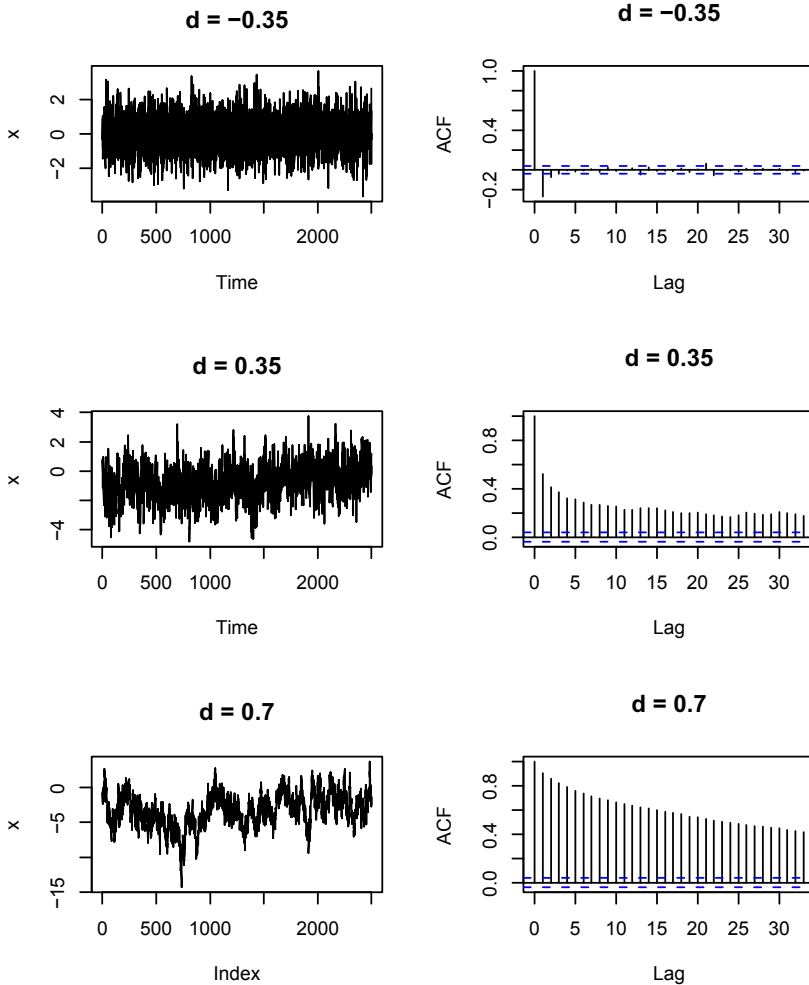 d = −0.35
x
2
0
−2
0 500 1000 2000
Time
d = −0.35
ACF
1.0
0.4
−0.2
0 5 10 15 20 25 30
Lag
d = 0.35
x
4
2
0
−4
0 500 1000 2000
Time
d = 0.35
ACF
0.8
0.4
0.0
0 5 10 15 20 25 30
Lag
d = 0.7
x
0
−5
−15
0 500 1000 2000
Index
d = 0.7
ACF
0.8
0.4
0.0
0 5 10 15 20 25 30
Lag